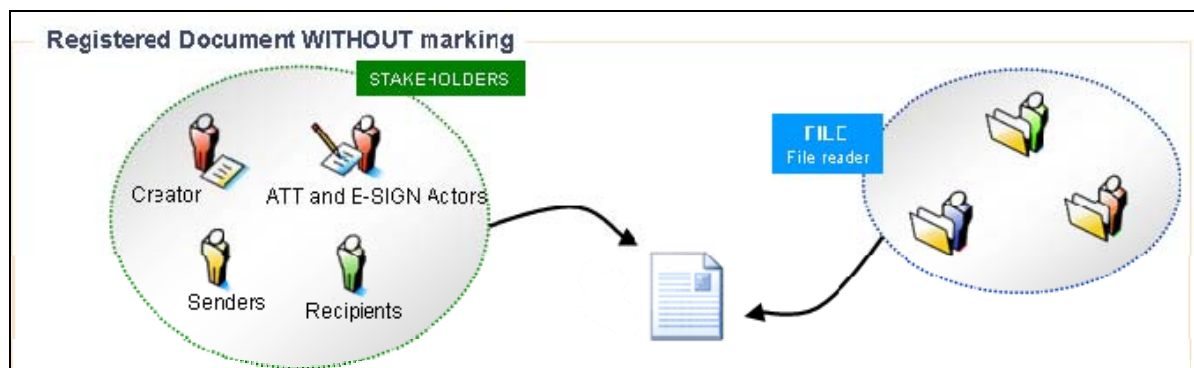 Registered Document WITHOUT marking
STAKEHOLDERS
FILE
File reader
Creator
ATT and E-SIGN Actors
Senders
Recipients